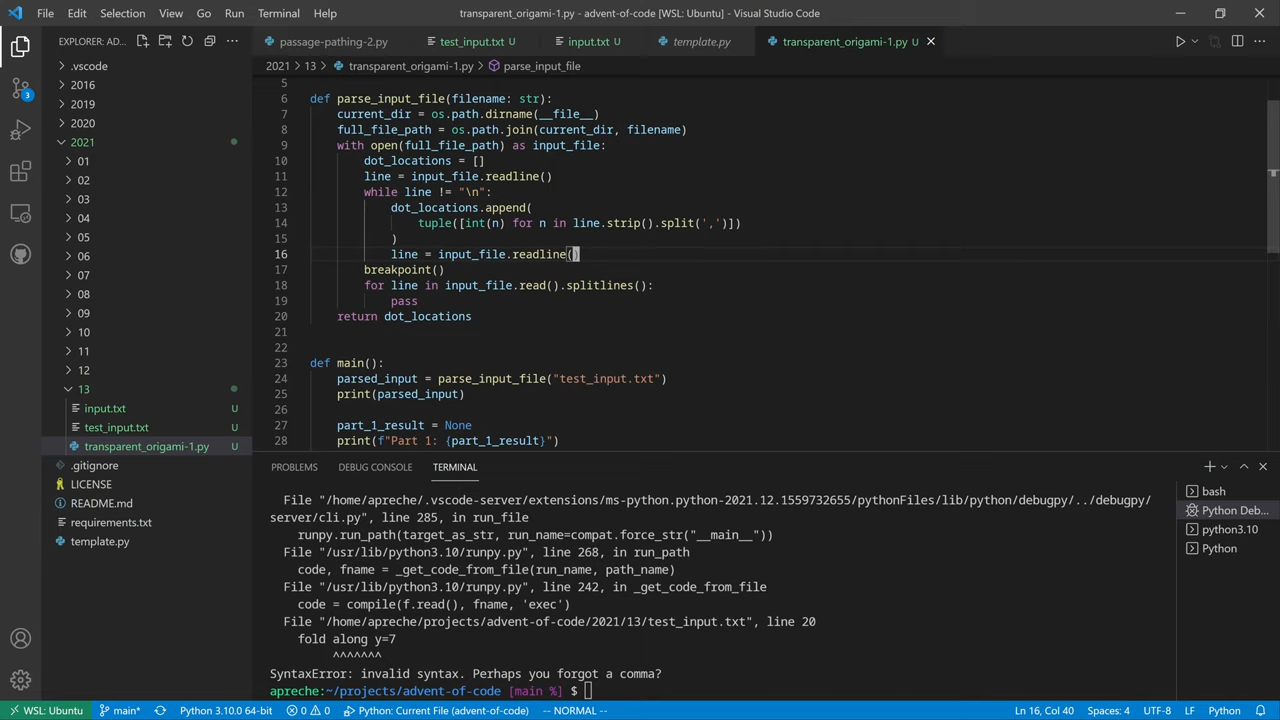 File Edit Selection View Go Run Terminal Help
transparent_origami-1.py - advent-of-code [WSL: Ubuntu] - Visual Studio Code
EXPLORER: AD...
passage-pathing-2.py
test_input.txt U
input.txt U
template.py
transparent_origami-1.py U
2021 > 13 > transparent_origami-1.py > parse_input_file
.vscode
2016
2019
2020
2021
01
02
03
04
05
06
07
08
09
10
11
12
13
input.txt U
test_input.txt U
transparent_origami-1.py U
.gitignore
LICENSE
README.md
requirements.txt
template.py
3
5
6 def parse_input_file(filename: str):
7 current_dir = os.path.dirname(__file__)
8 full_file_path = os.path.join(current_dir, filename)
9 with open(full_file_path) as input_file:
10 dot_locations = []
11 line = input_file.readline()
12 while line != "\n":
13 dot_locations.append(
14 tuple([int(n) for n in line.strip().split(',')])
15 )
16 line = input_file.readline()
17 breakpoint()
18 for line in input_file.read().splitlines():
19 pass
20 return dot_locations
21
22
23 def main():
24 parsed_input = parse_input_file("test_input.txt")
25 print(parsed_input)
26
27 part_1_result = None
28 print(f"Part 1: {part_1_result}")
PROBLEMS DEBUG CONSOLE TERMINAL
File "/home/apreche/.vscode-server/extensions/ms-python.python-2021.12.1559732655/pythonFiles/lib/python/debugpy/../debugpy/
server/cli.py", line 285, in run_file
runpy.run_path(target_as_str, run_name=compat.force_str("__main__"))
File "/usr/lib/python3.10/runpy.py", line 268, in run_path
code, fname = _get_code_from_file(run_name, path_name)
File "/usr/lib/python3.10/runpy.py", line 242, in _get_code_from_file
code = compile(f.read(), fname, 'exec')
File "/home/apreche/projects/advent-of-code/2021/13/test_input.txt", line 20
fold along y=7
^^^^^^^
SyntaxError: invalid syntax. Perhaps you forgot a comma?
apreche:~/projects/advent-of-code [main %] $
bash
Python Deb...
python3.10
Python
WSL: Ubuntu main* Python 3.10.0 64-bit 0 0 Python: Current File (advent-of-code) -- NORMAL -- Ln 16, Col 40 Spaces: 4 UTF-8 LF Python